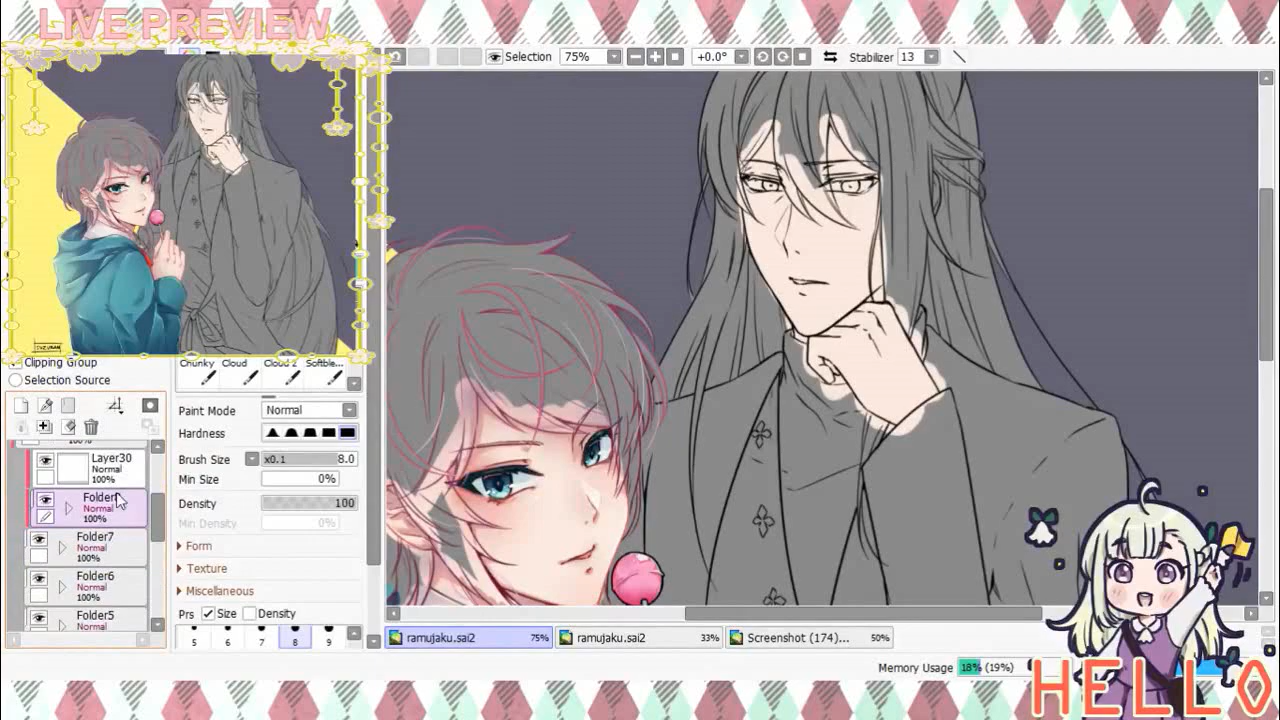 LIVE PREVIEW
Selection 75% +0.0° Stabilizer 13
Clipping Group
Selection Source
Chunky Cloud Cloud 2 Softble...
Paint Mode Normal
Hardness
Brush Size x0.1 8.0
Min Size 0%
Density 100
Min Density 0%
Form
Texture
Miscellaneous
Prs Size Density
5 6 7 8 9
100%
Layer30
Normal
100%
Folder
Normal
100%
Folder7
Normal
100%
Folder6
Normal
100%
Folder5
Normal
ramujaku.sai2 75%
ramujaku.sai2 33%
Screenshot (174)... 50%
Memory Usage 18% (19%)
HELLO